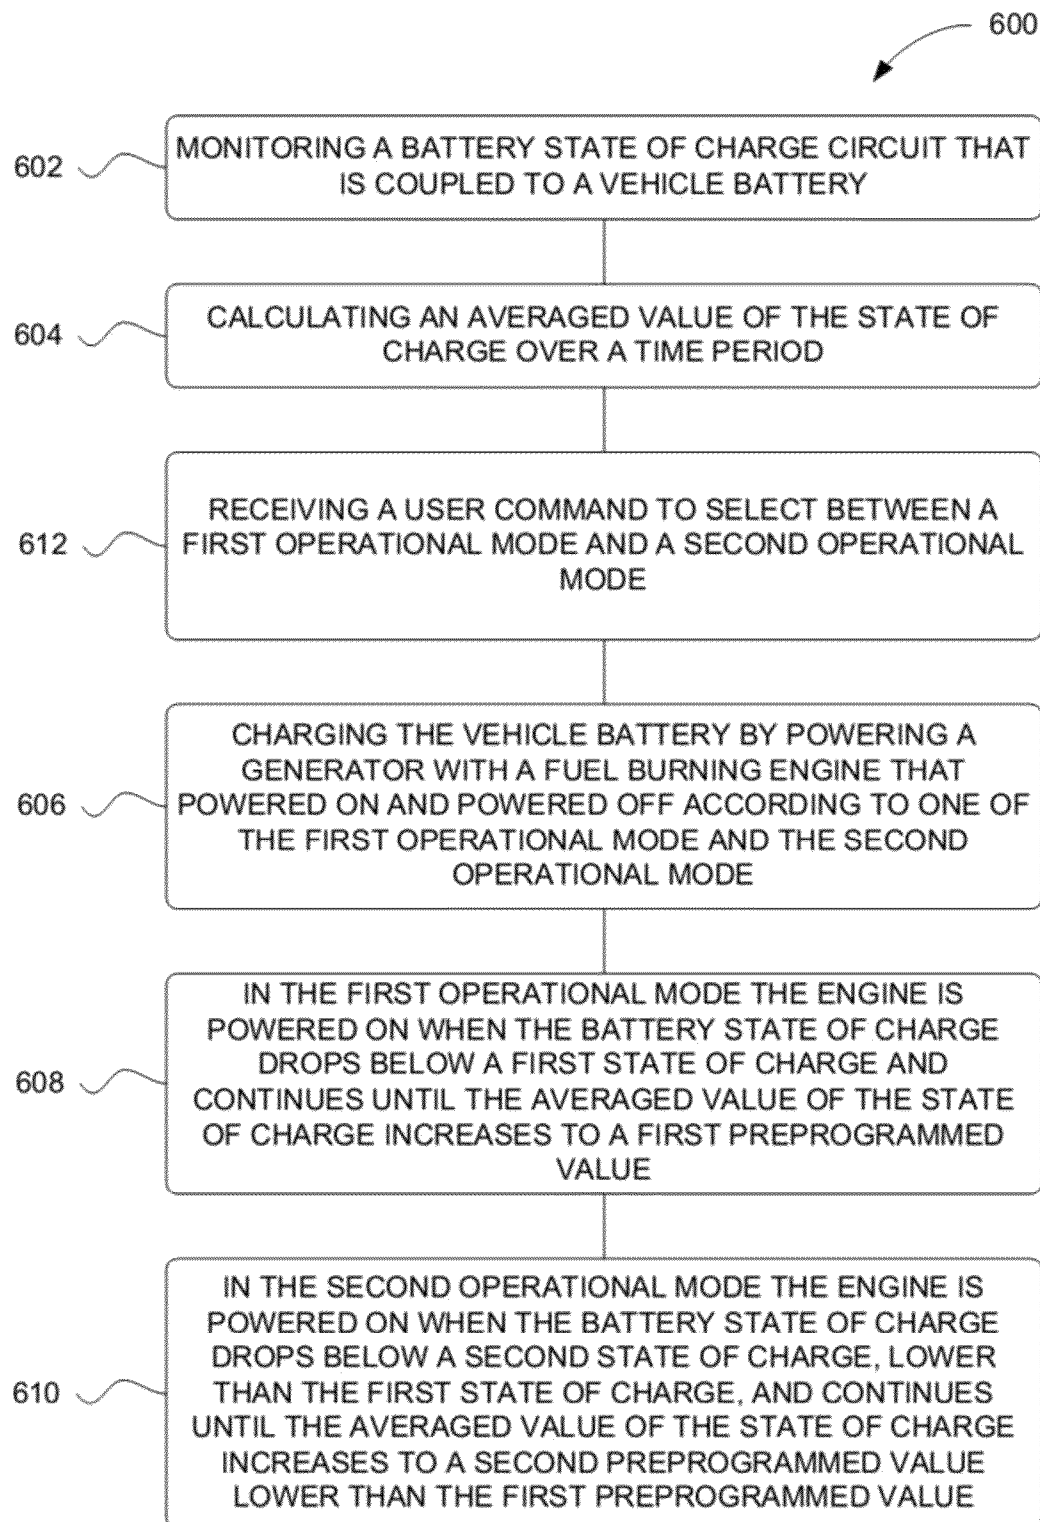 600
602
MONITORING A BATTERY STATE OF CHARGE CIRCUIT THAT
IS COUPLED TO A VEHICLE BATTERY
604
CALCULATING AN AVERAGED VALUE OF THE STATE OF
CHARGE OVER A TIME PERIOD
612
RECEIVING A USER COMMAND TO SELECT BETWEEN A
FIRST OPERATIONAL MODE AND A SECOND OPERATIONAL
MODE
606
CHARGING THE VEHICLE BATTERY BY POWERING A
GENERATOR WITH A FUEL BURNING ENGINE THAT
POWERED ON AND POWERED OFF ACCORDING TO ONE OF
THE FIRST OPERATIONAL MODE AND THE SECOND
OPERATIONAL MODE
608
IN THE FIRST OPERATIONAL MODE THE ENGINE IS
POWERED ON WHEN THE BATTERY STATE OF CHARGE
DROPS BELOW A FIRST STATE OF CHARGE AND
CONTINUES UNTIL THE AVERAGED VALUE OF THE STATE
OF CHARGE INCREASES TO A FIRST PREPROGRAMMED
VALUE
610
IN THE SECOND OPERATIONAL MODE THE ENGINE IS
POWERED ON WHEN THE BATTERY STATE OF CHARGE
DROPS BELOW A SECOND STATE OF CHARGE, LOWER
THAN THE FIRST STATE OF CHARGE, AND CONTINUES
UNTIL THE AVERAGED VALUE OF THE STATE OF CHARGE
INCREASES TO A SECOND PREPROGRAMMED VALUE
LOWER THAN THE FIRST PREPROGRAMMED VALUE